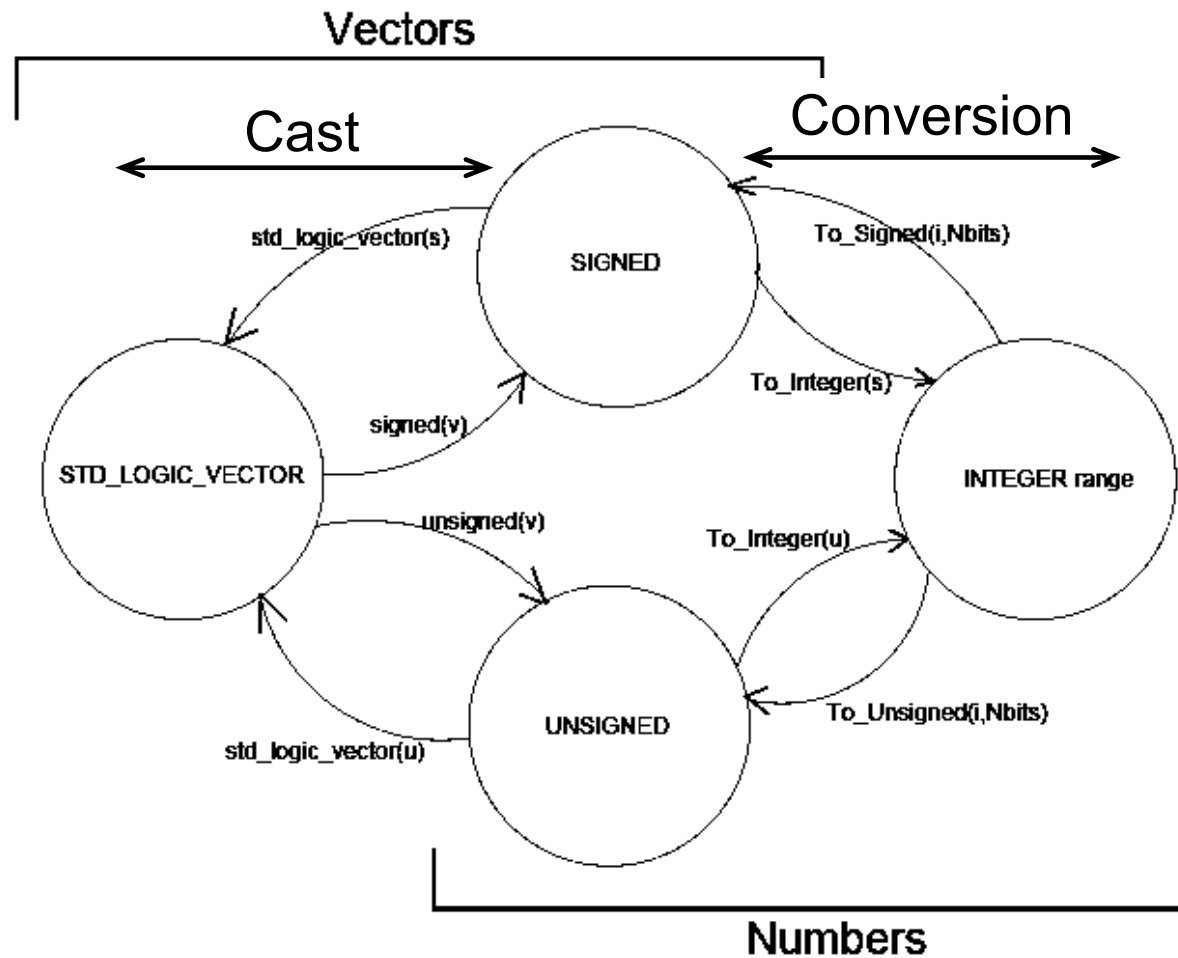 Vectors
Cast
Conversion
std_logic_vector(s)
SIGNED
To_Signed(i,Nbits)
To_Integer(s)
signed(v)
STD_LOGIC_VECTOR
INTEGER range
unsigned(v)
To_Integer(u)
UNSIGNED
To_Unsigned(i,Nbits)
std_logic_vector(u)
Numbers